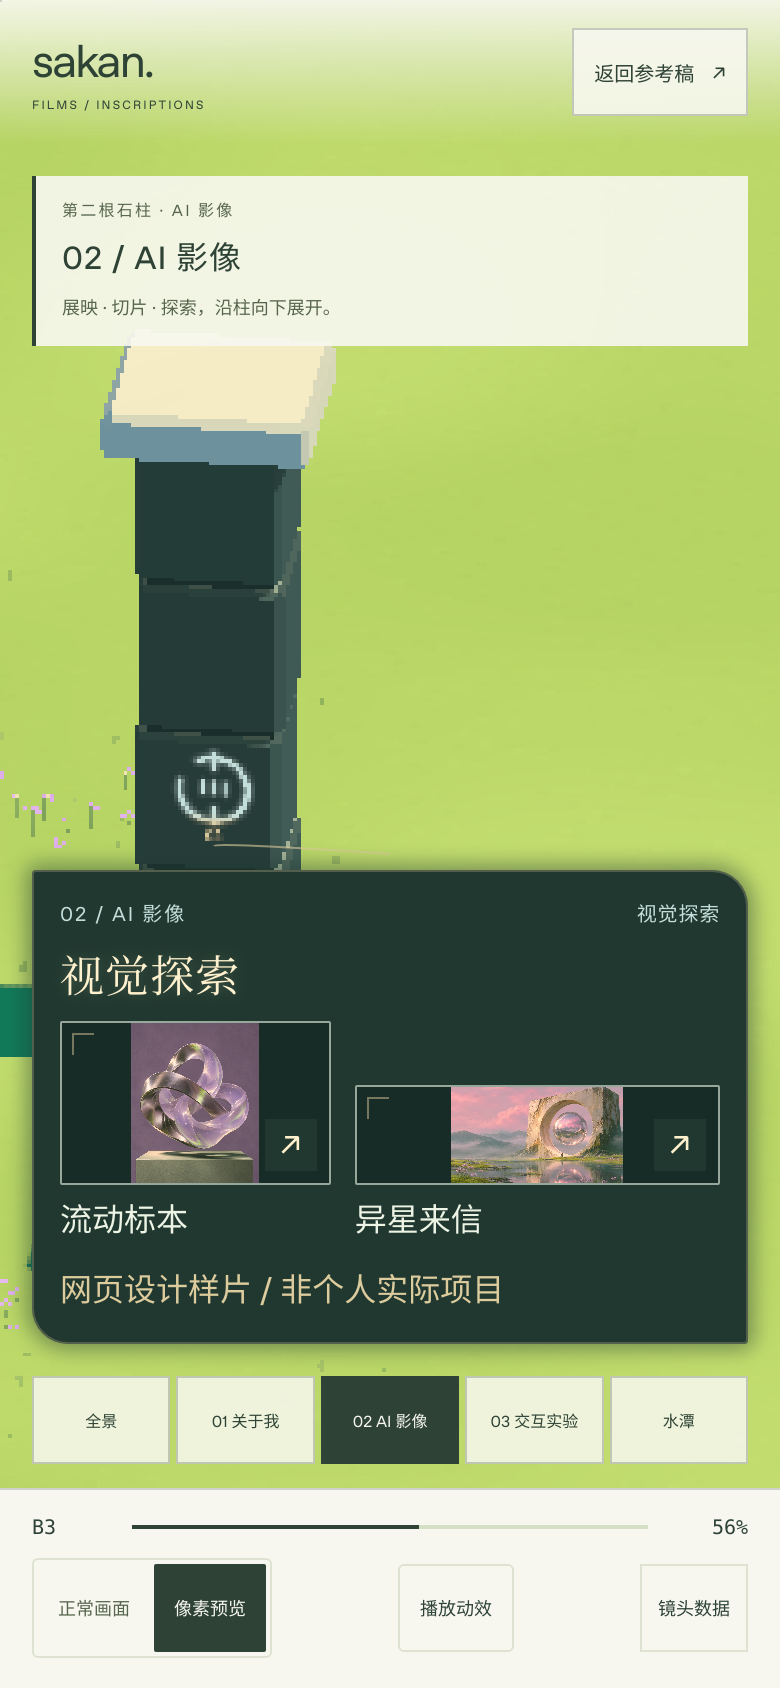 sakan.
FILMS / INSCRIPTIONS
返回参考稿
第二根石柱 · AI 影像
02 / AI 影像
展映 · 切片 · 探索，沿柱向下展开。
02 / AI 影像
视觉探索
视觉探索
流动标本
异星来信
网页设计样片 / 非个人实际项目
全景
01 关于我
02 AI 影像
03 交互实验
水潭
B3
56%
正常画面
像素预览
播放动效
镜头数据